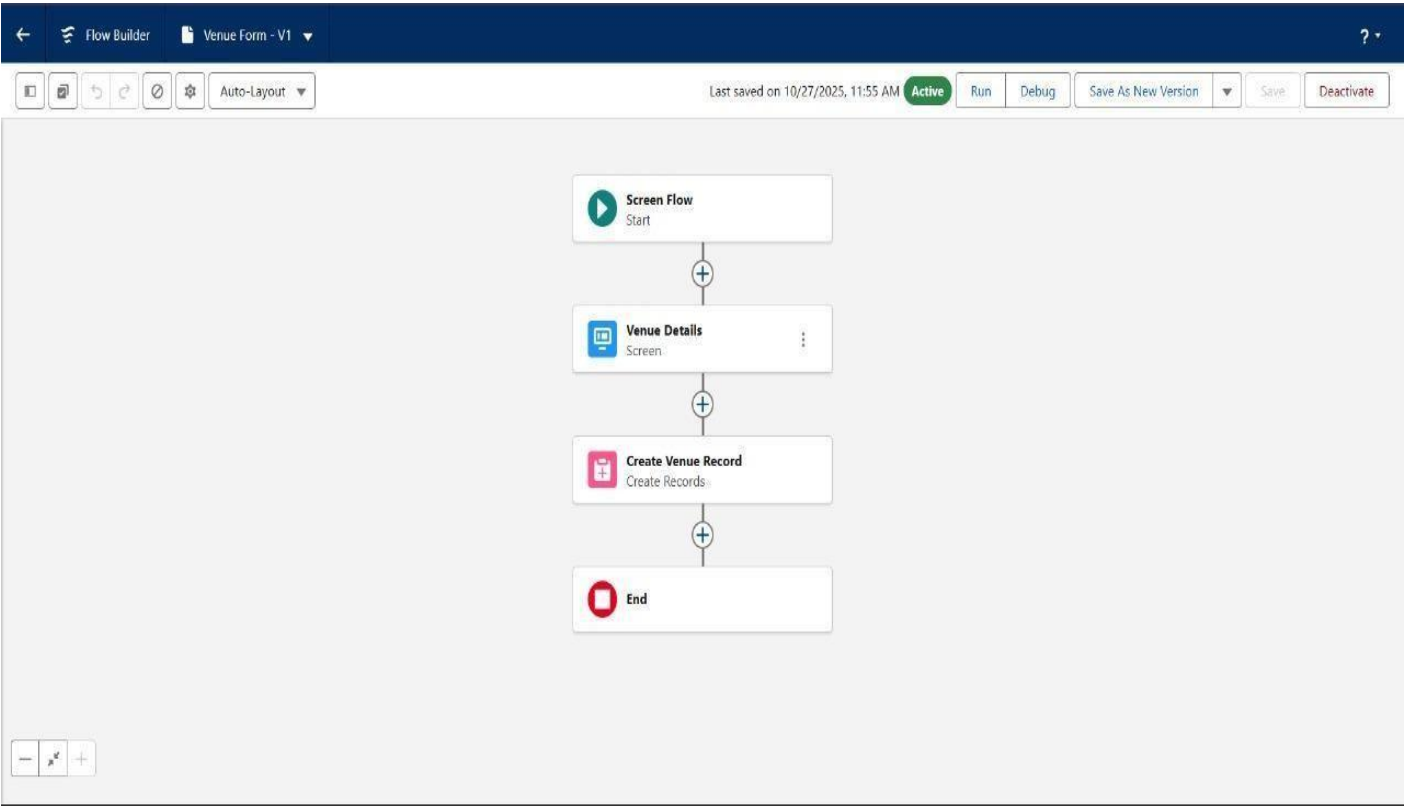 Flow Builder Venue Form - V1 ?
Auto-Layout Last saved on 10/27/2025, 11:55 AM Active Run Debug Save As New Version Save Deactivate
Screen Flow
Start
Venue Details
Screen
Create Venue Record
Create Records
End